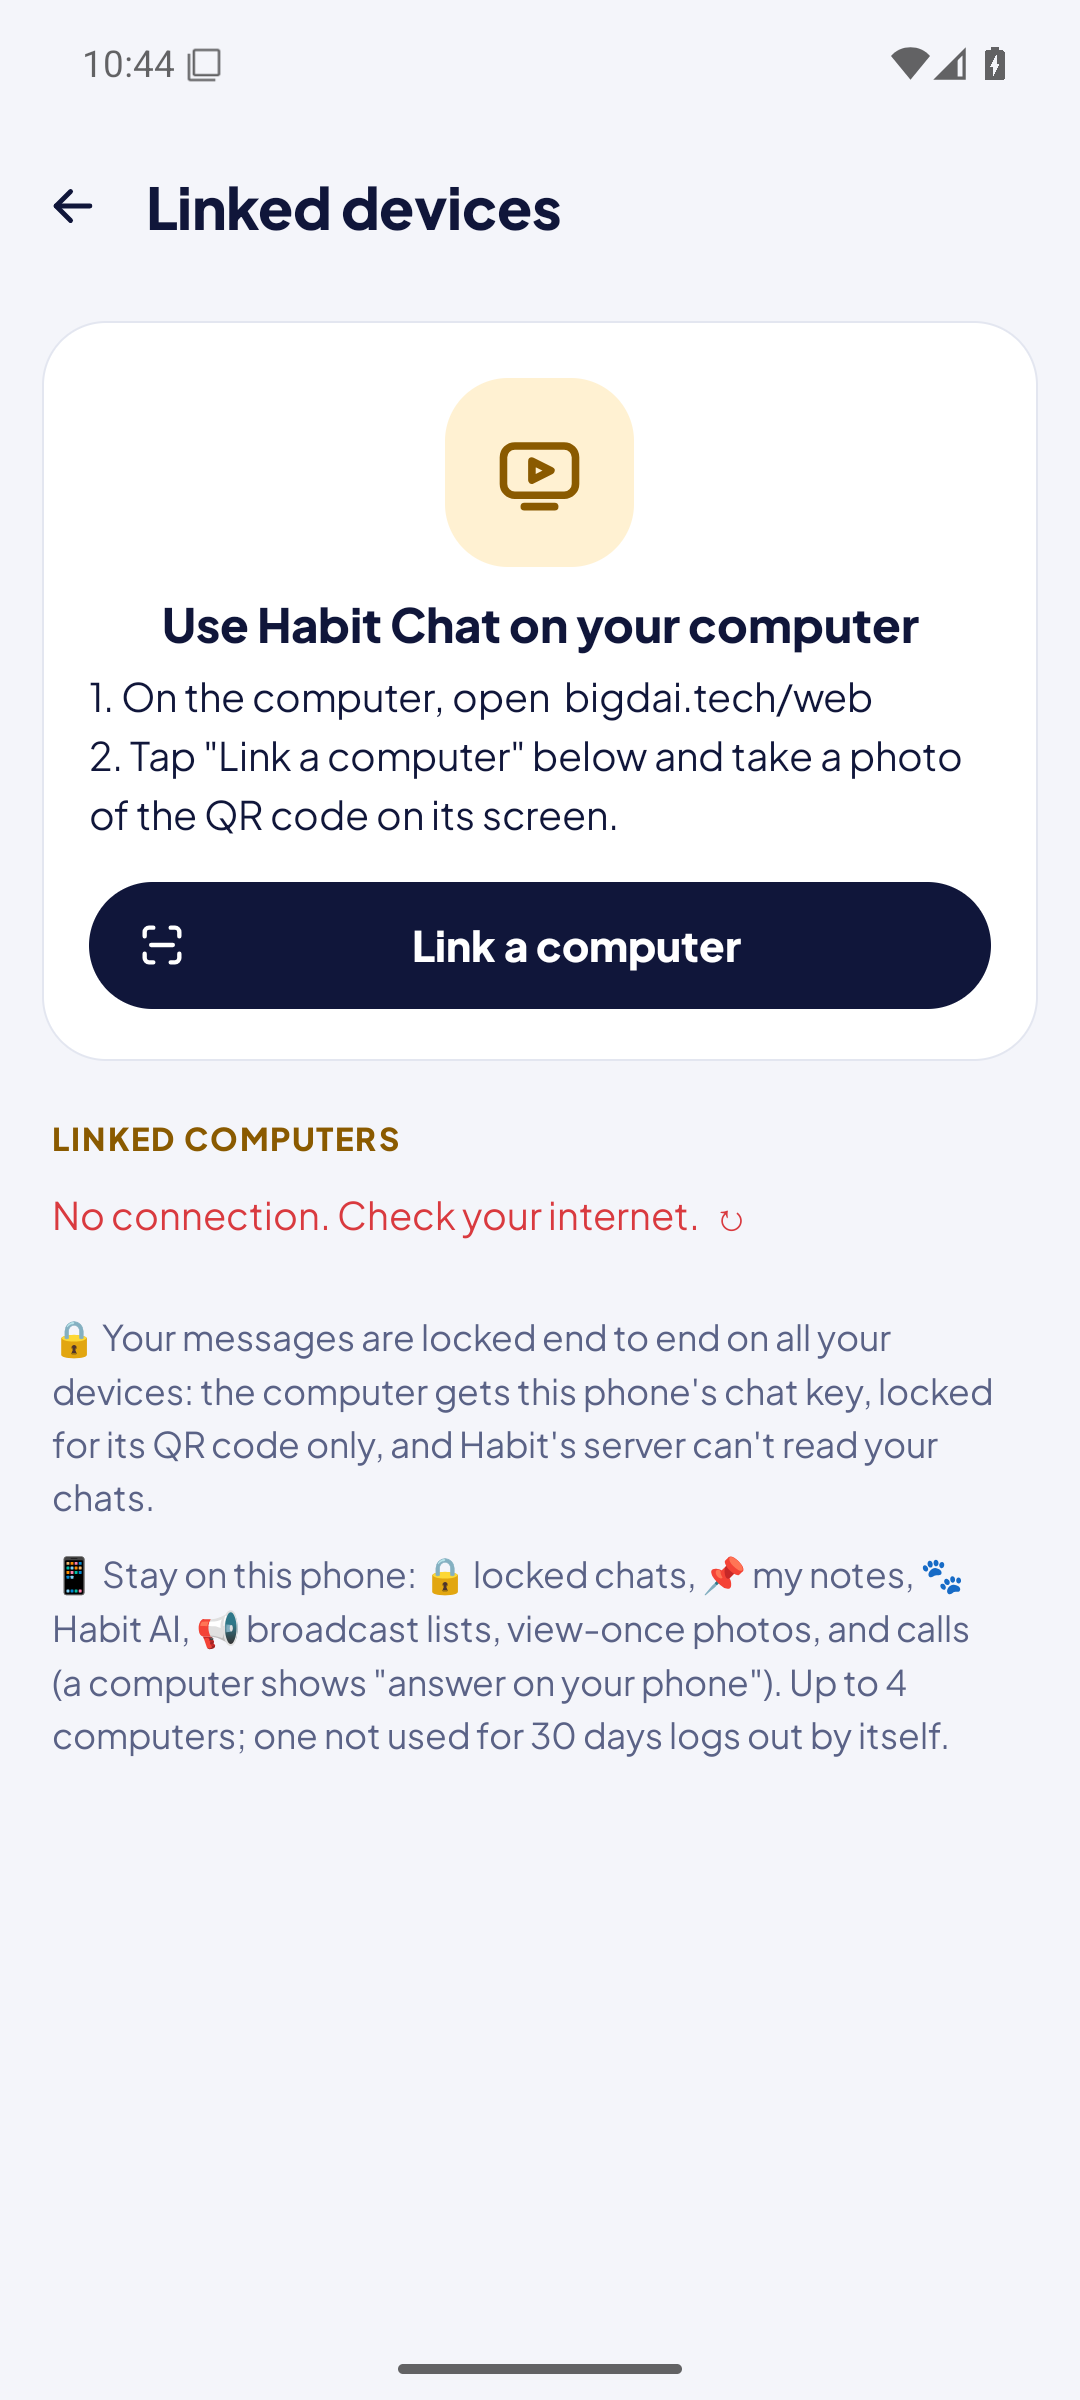 10:44
Linked devices
Use Habit Chat on your computer
1. On the computer, open bigdai.tech/web
2. Tap "Link a computer" below and take a photo
of the QR code on its screen.
Link a computer
LINKED COMPUTERS
No connection. Check your internet. ↻
🔒 Your messages are locked end to end on all your
devices: the computer gets this phone's chat key, locked
for its QR code only, and Habit's server can't read your
chats.
📱 Stay on this phone: 🔒 locked chats, 📌 my notes, 🐾
Habit AI, 📢 broadcast lists, view-once photos, and calls
(a computer shows "answer on your phone"). Up to 4
computers; one not used for 30 days logs out by itself.